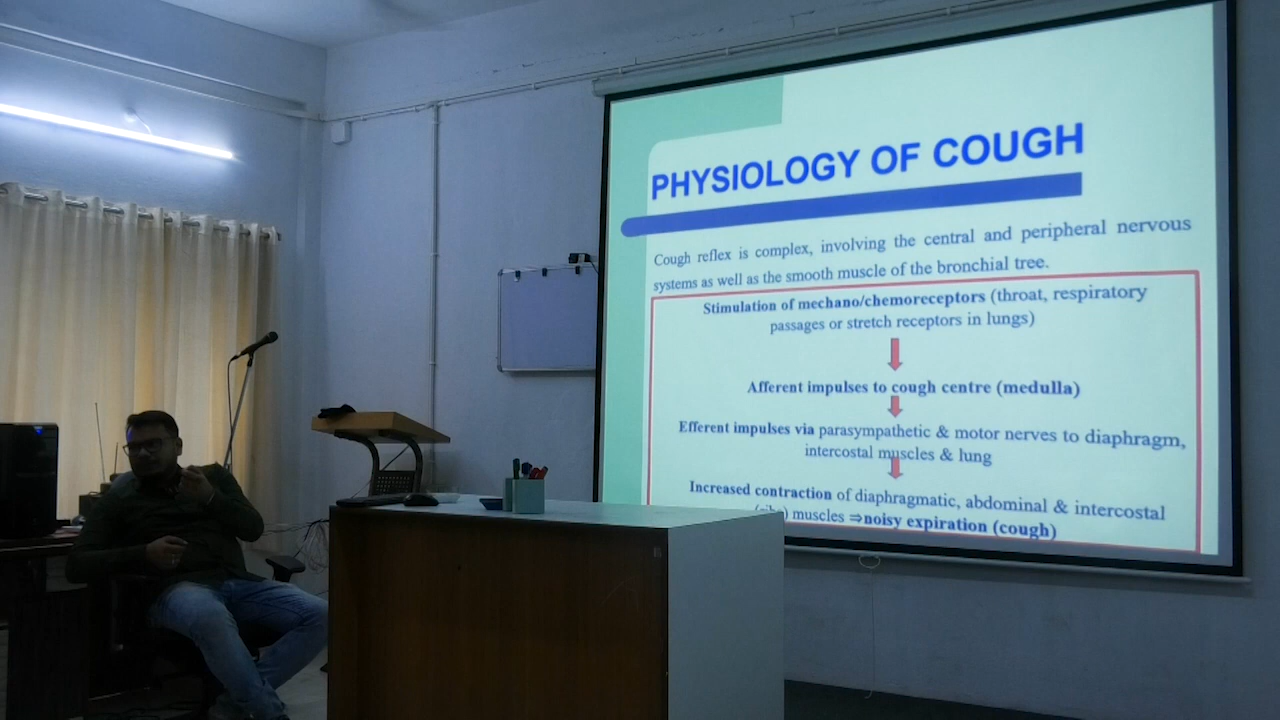 PHYSIOLOGY OF COUGH
Cough reflex is complex, involving the central and peripheral nervous
systems as well as the smooth muscle of the bronchial tree.
Stimulation of mechano/chemoreceptors (throat, respiratory
passages or stretch receptors in lungs)
Afferent impulses to cough centre (medulla)
Efferent impulses via parasympathetic & motor nerves to diaphragm,
intercostal muscles & lung
Increased contraction of diaphragmatic, abdominal & intercostal
muscles ⇒noisy expiration (cough)